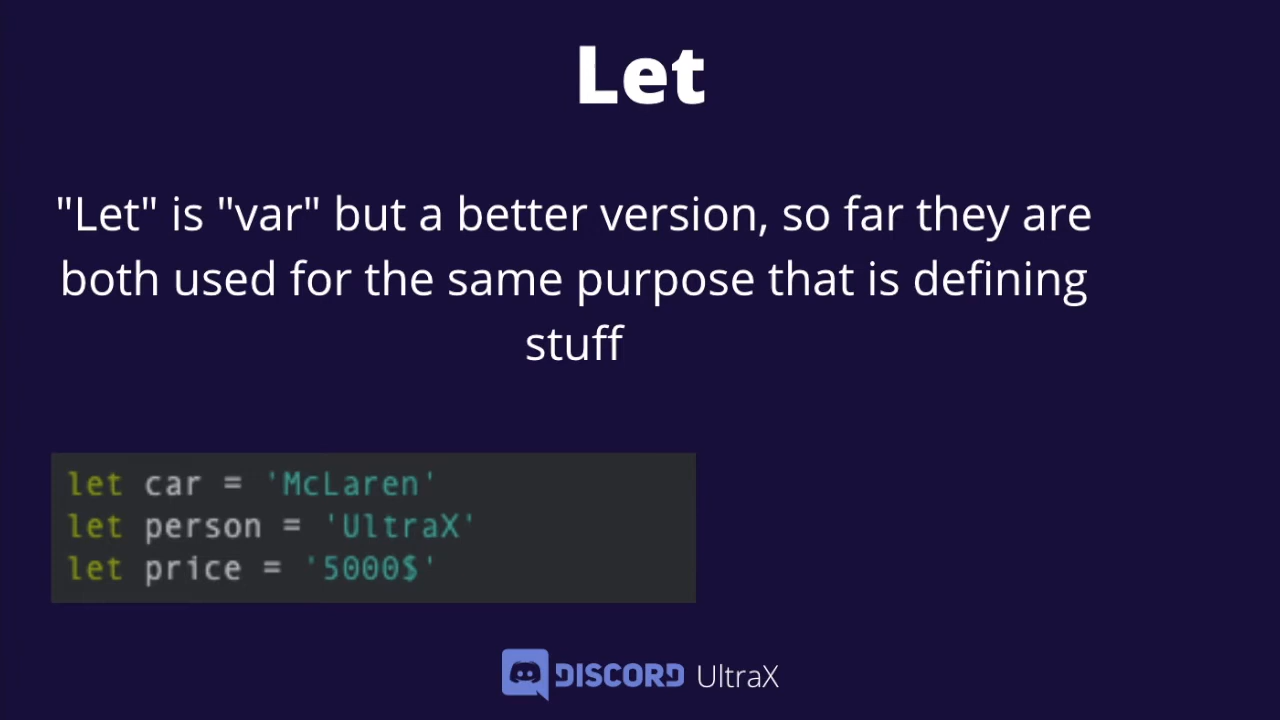 Let
"Let" is "var" but a better version, so far they are
both used for the same purpose that is defining
stuff
let car = 'McLaren'
let person = 'UltraX'
let price = '5000$'
DISCORD UltraX